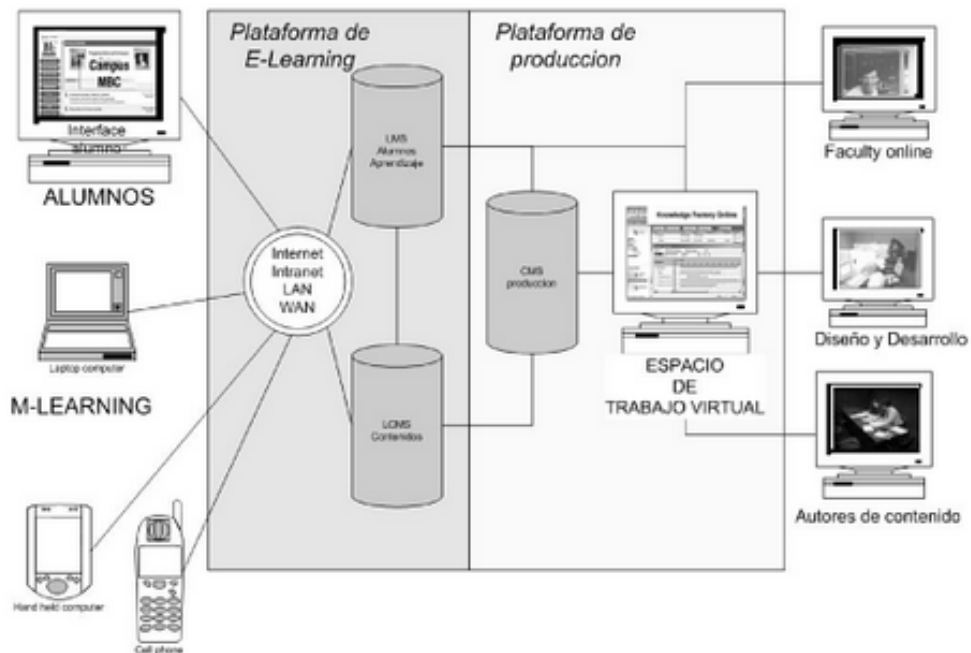 Plataforma de
E-Learning
Plataforma de
produccion
Campus
MBC
Interface
alumno
ALUMNOS
LMS
Alumnos
Aprendizaje
Faculty online
Internet
Intranet
LAN
WAN
Knowledge Factory Online
CMS
produccion
Laptop computer
M-LEARNING
Diseño y Desarrollo
ESPACIO
DE
TRABAJO VIRTUAL
LCMS
Contenidos
Autores de contenido
Hand held computer
Cell phone